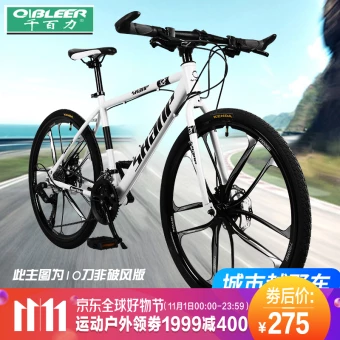 OIBLEER
千百力
此主图为10刀非破风版
城市越野车
11.11
京东全球好物节(11月1日00:00-23:59)
运动户外领券1999减400
券后价:
¥275
KENDA